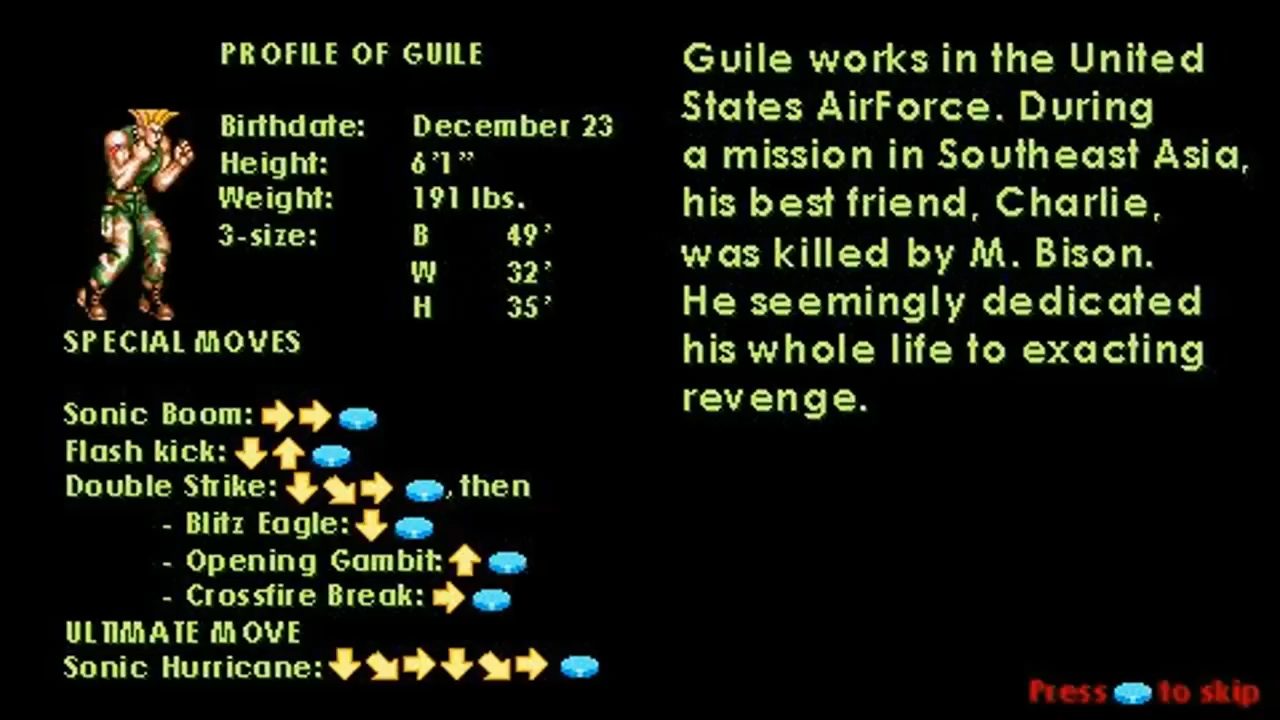 PROFILE OF GUILE
Birthdate: December 23
Height: 6'1"
Weight: 191 lbs.
3-size: B 49'
W 32'
H 35'
SPECIAL MOVES
Sonic Boom:
Flash kick:
Double Strike: , then
- Blitz Eagle:
- Opening Gambit:
- Crossfire Break:
ULTIMATE MOVE
Sonic Hurricane:
Guile works in the United
States AirForce. During
a mission in Southeast Asia,
his best friend, Charlie,
was killed by M. Bison.
He seemingly dedicated
his whole life to exacting
revenge.
Press to skip